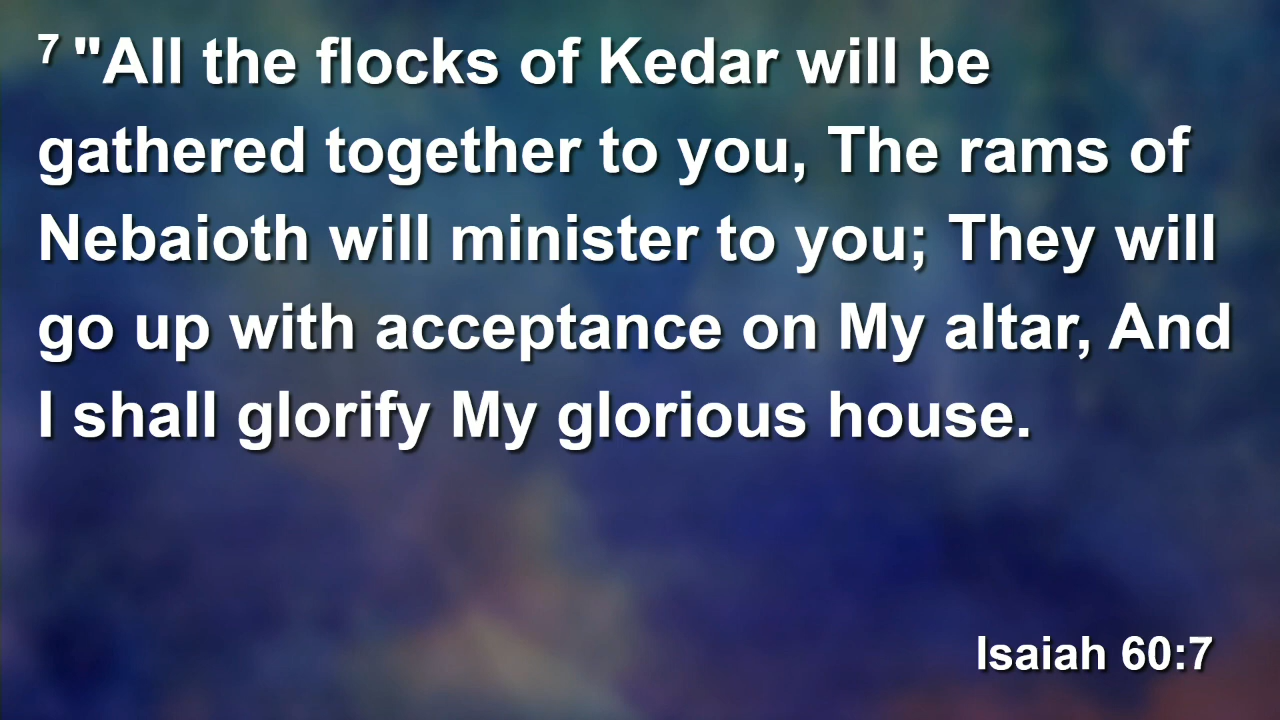 7 "All the flocks of Kedar will be
gathered together to you, The rams of
Nebaioth will minister to you; They will
go up with acceptance on My altar, And
I shall glorify My glorious house.
Isaiah 60:7